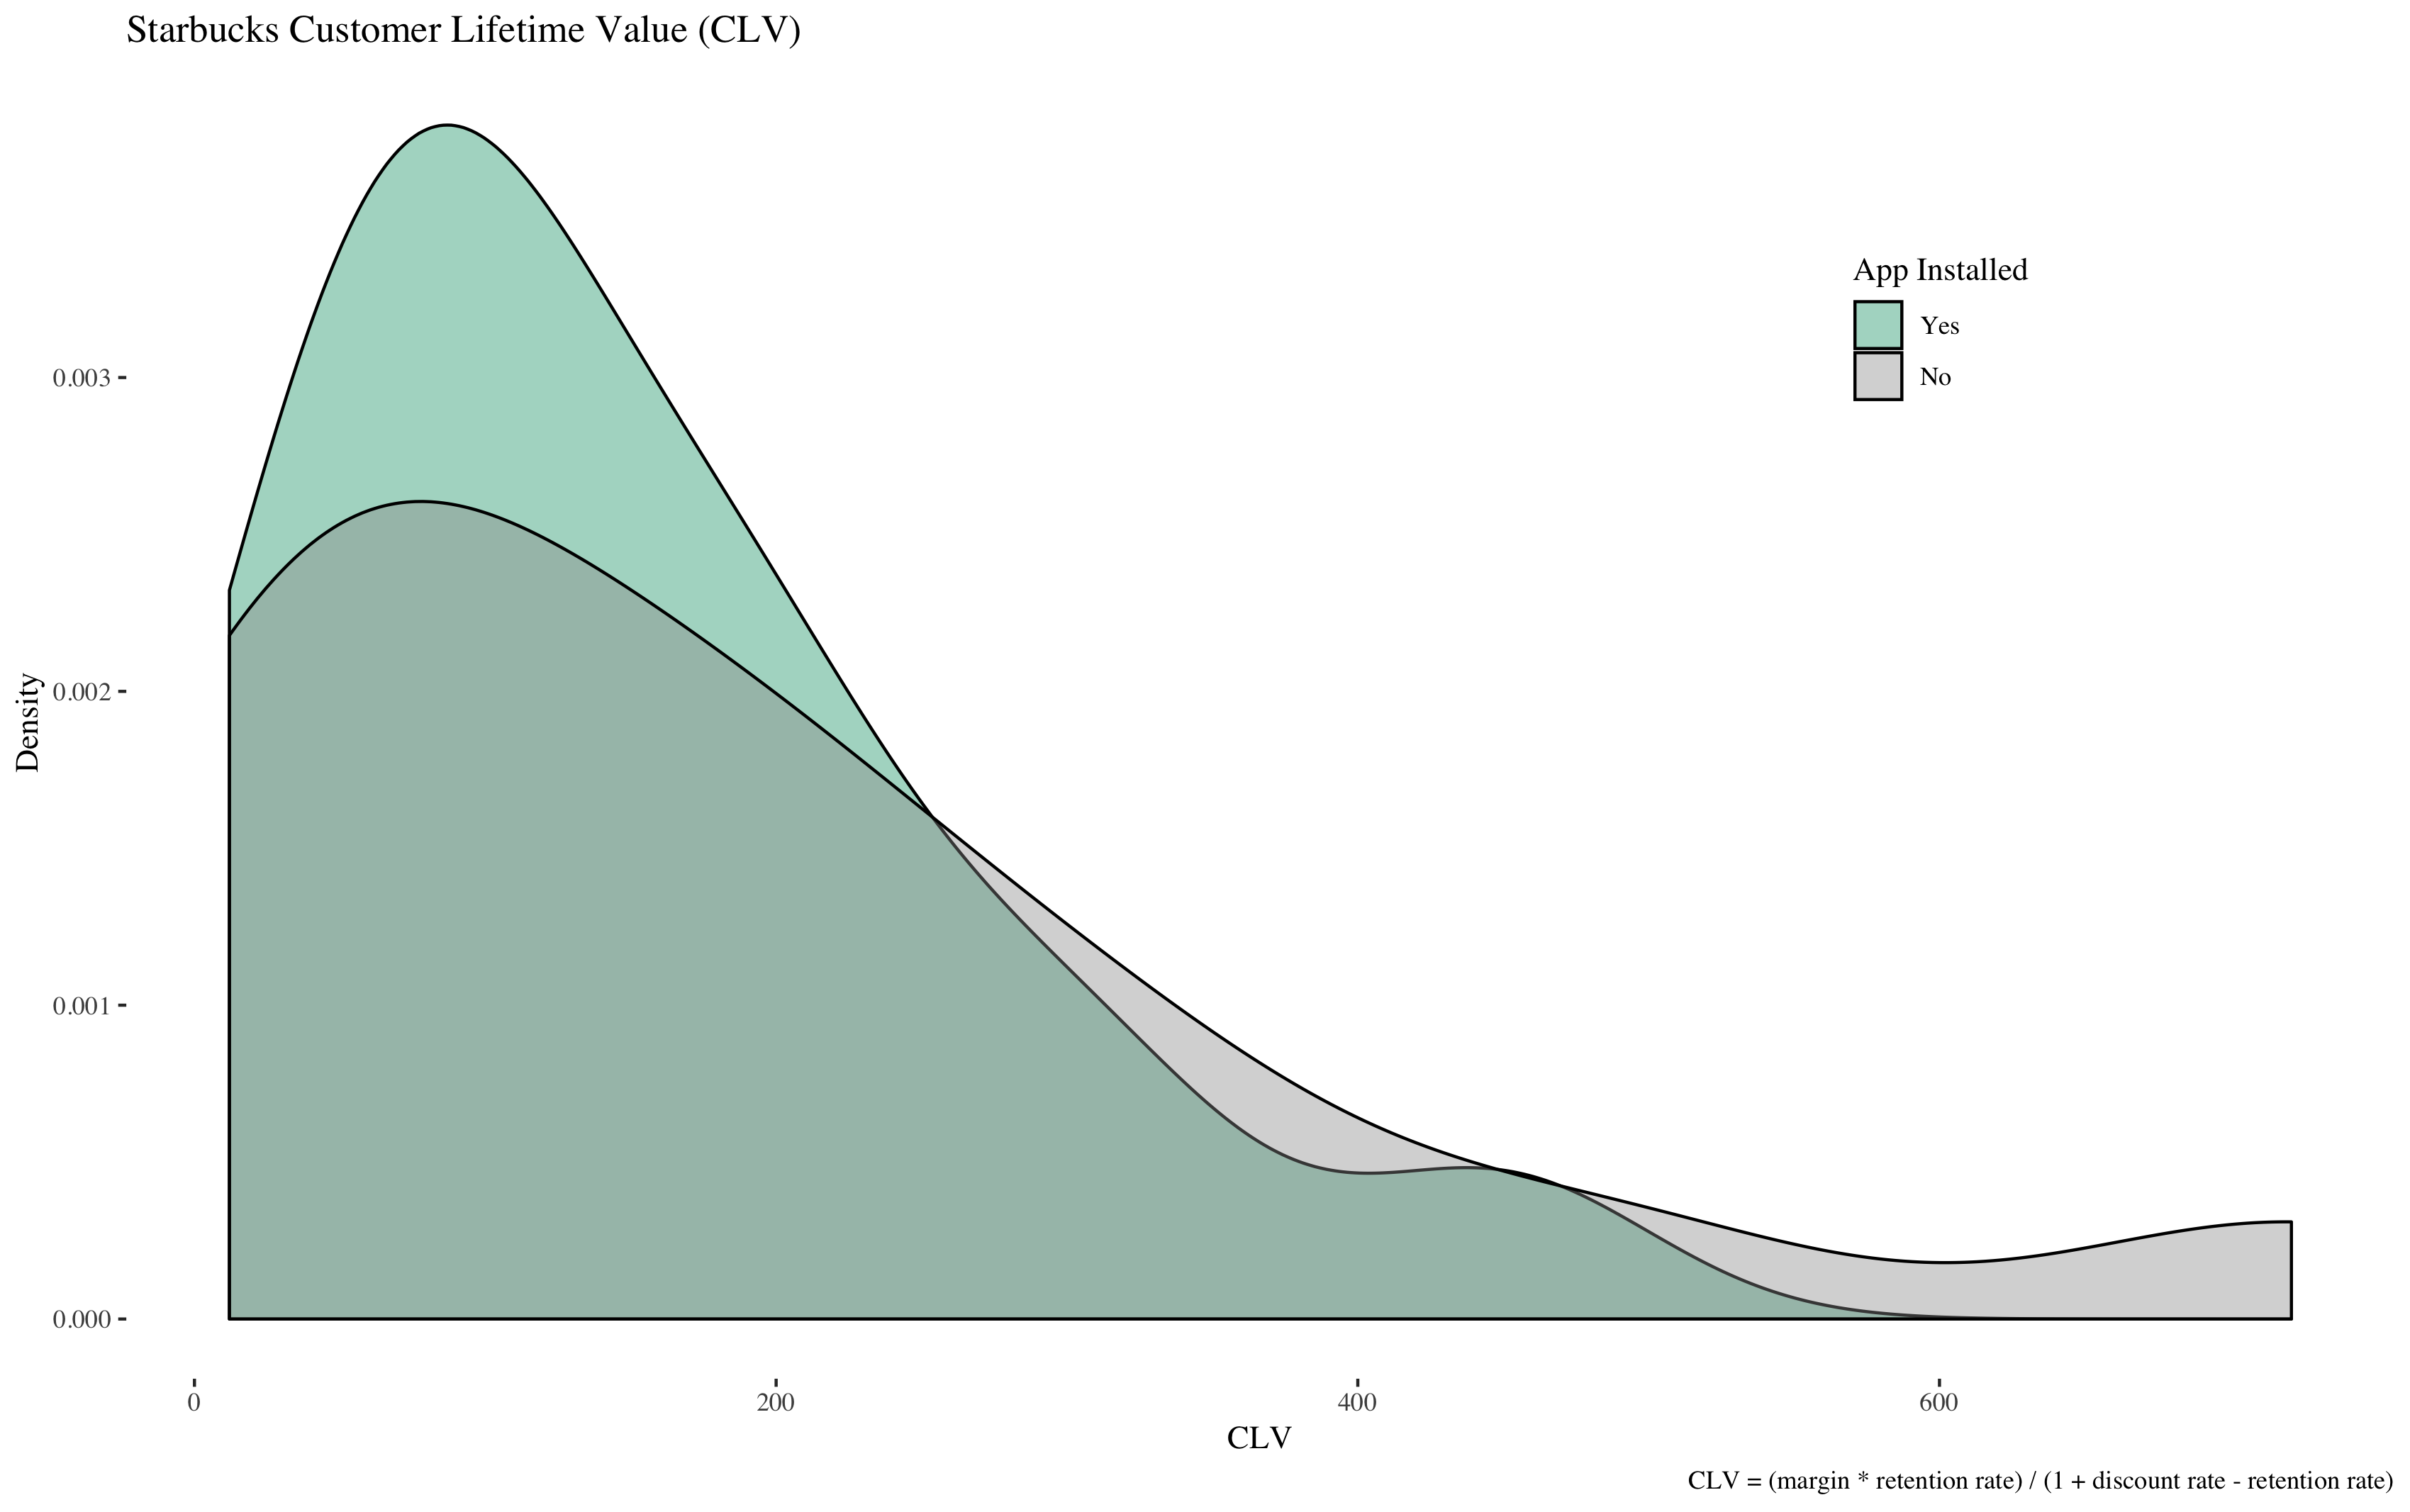 Starbucks Customer Lifetime Value (CLV)
App Installed
Yes
No
Density
0.003
0.002
0.001
0.000
0
200
400
600
CLV
CLV = (margin * retention rate) / (1 + discount rate - retention rate)